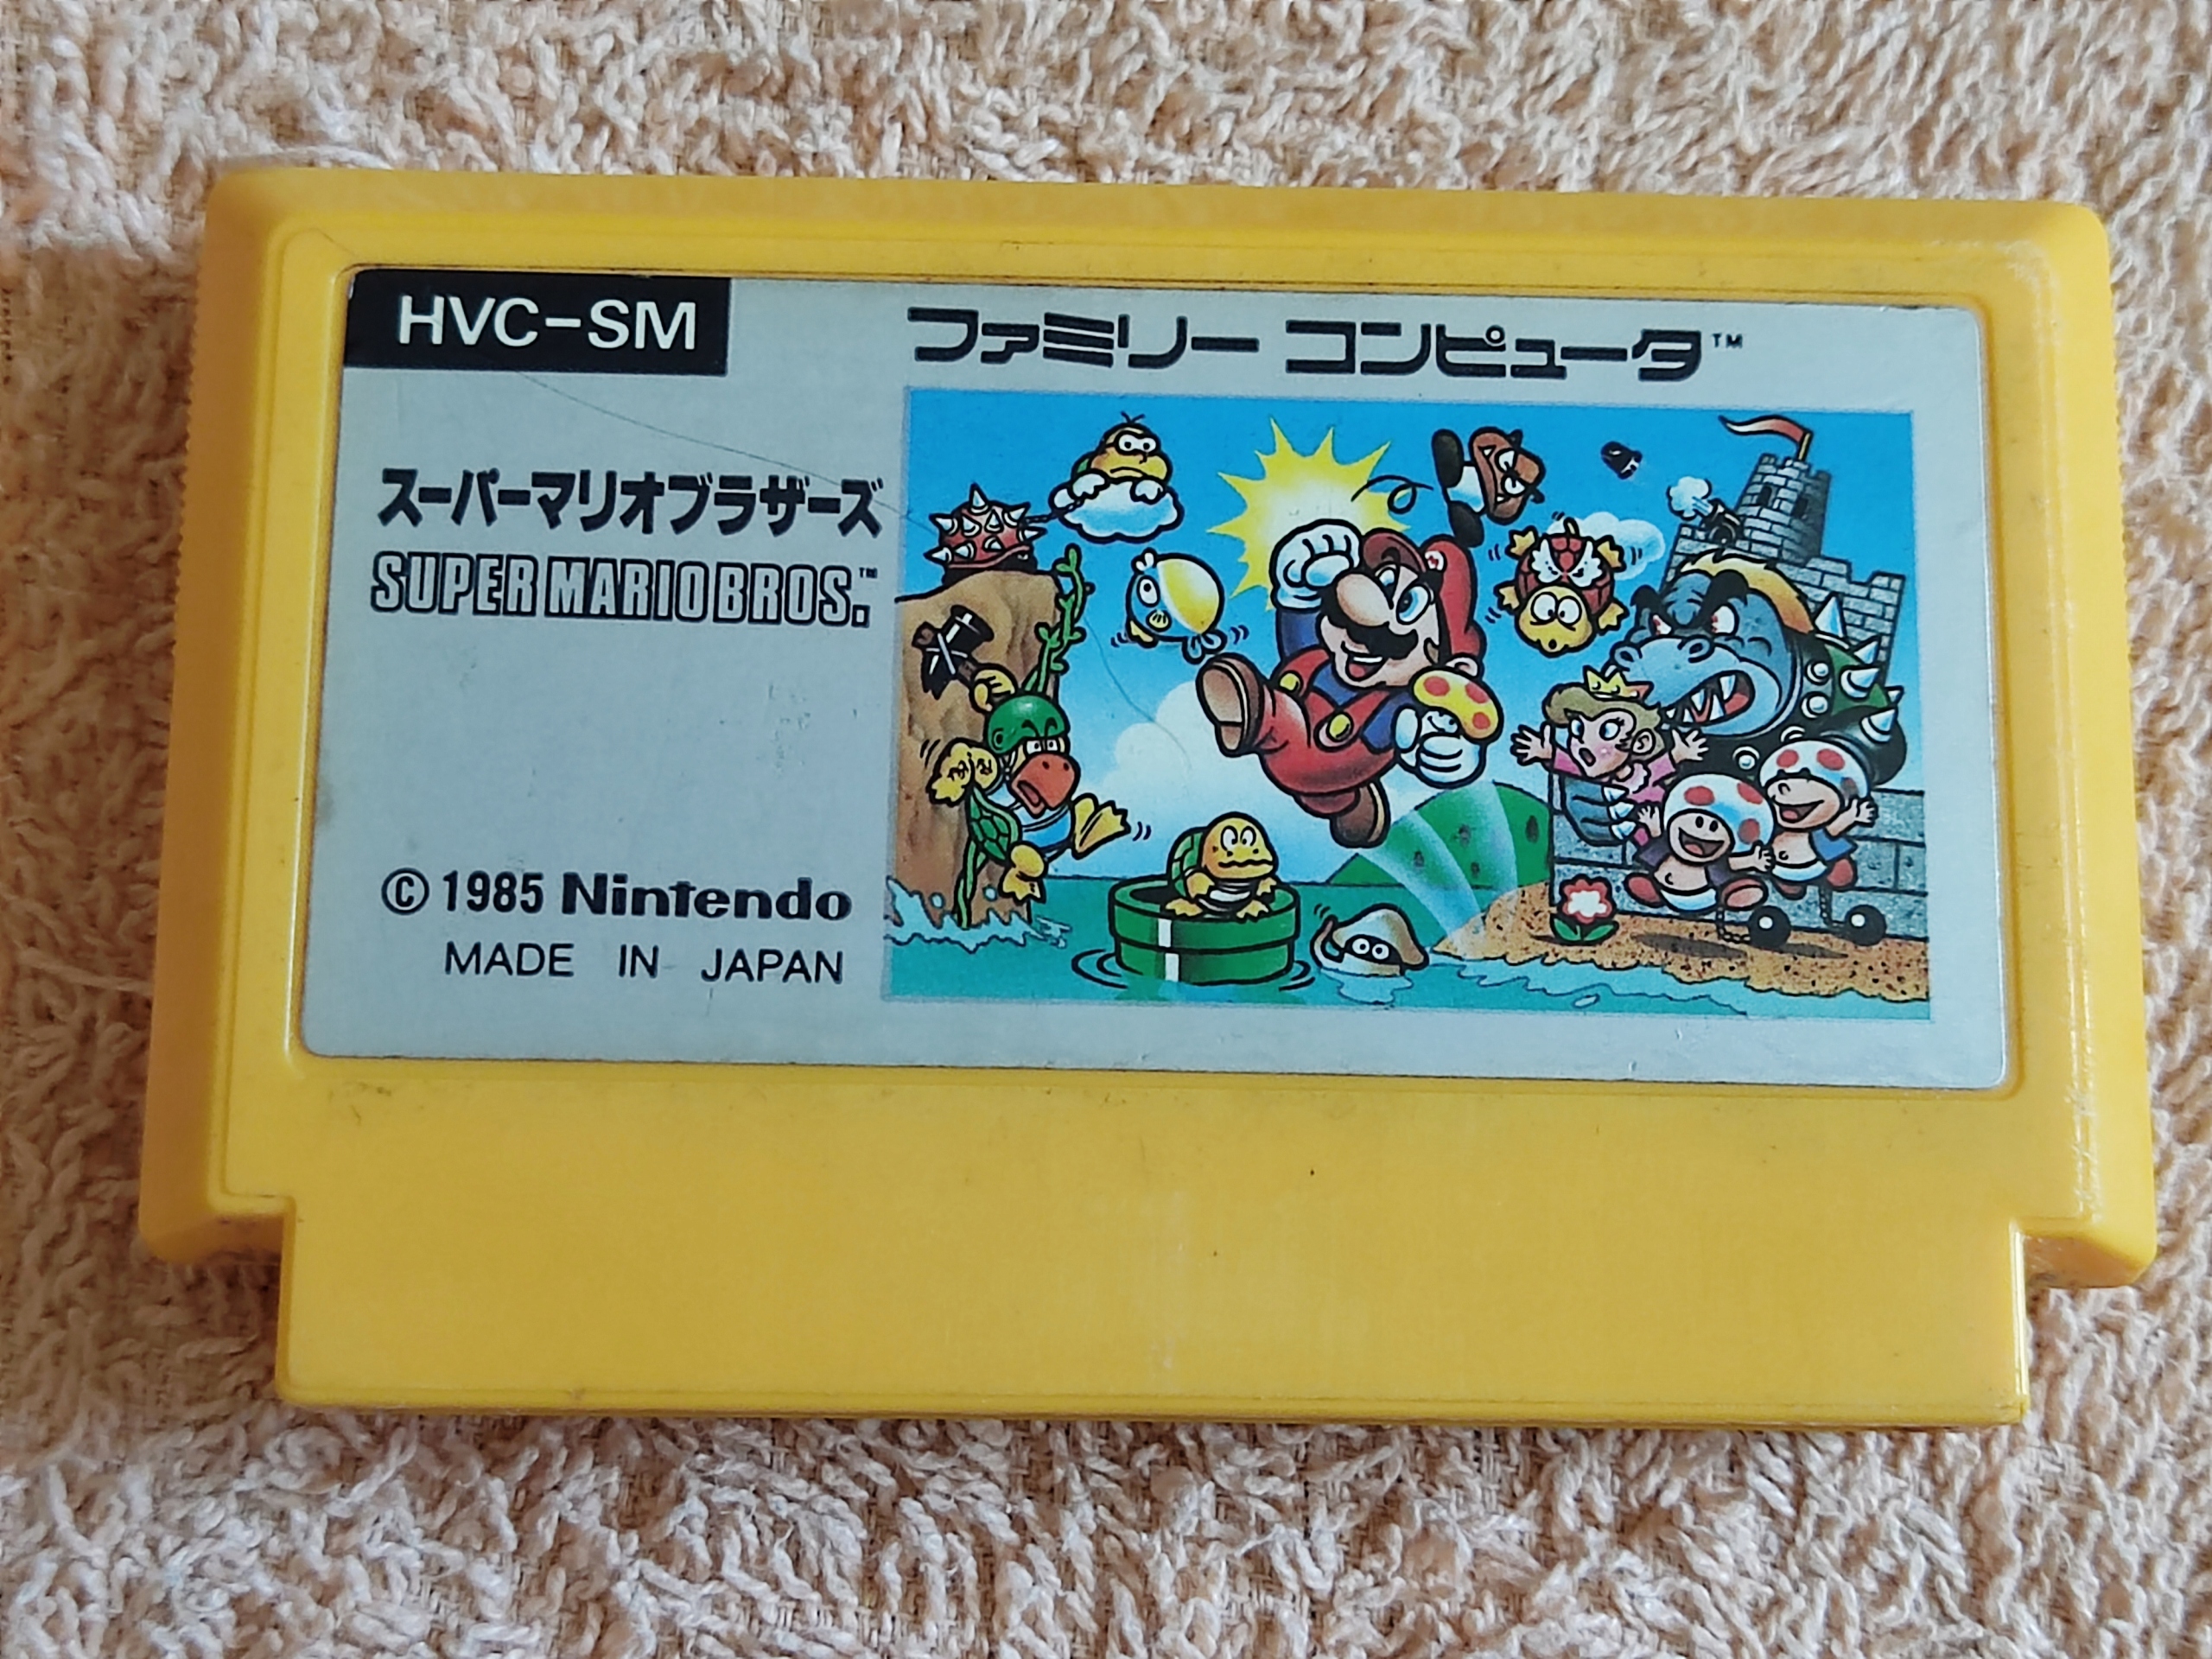 HVC-SM
ファミリー コンピュータ™
スーパーマリオブラザーズ
SUPER MARIO BROS.™
© 1985 Nintendo
MADE IN JAPAN